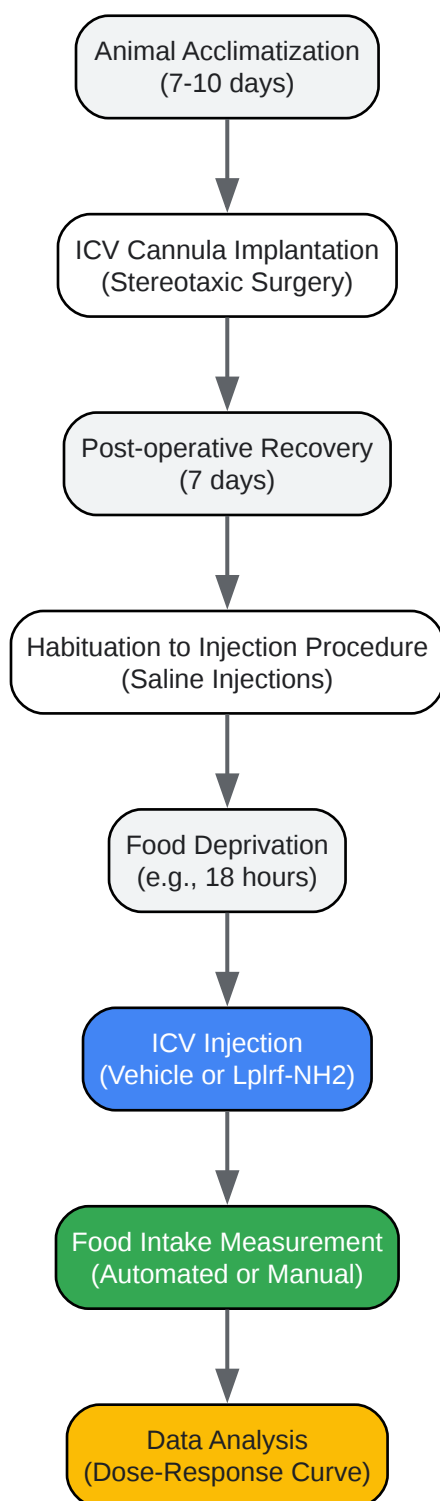 Animal Acclimatization
(7-10 days)
ICV Cannula Implantation
(Stereotaxic Surgery)
Post-operative Recovery
(7 days)
Habituation to Injection Procedure
(Saline Injections)
Food Deprivation
(e.g., 18 hours)
ICV Injection
(Vehicle or Lplrf-NH2)
Food Intake Measurement
(Automated or Manual)
Data Analysis
(Dose-Response Curve)